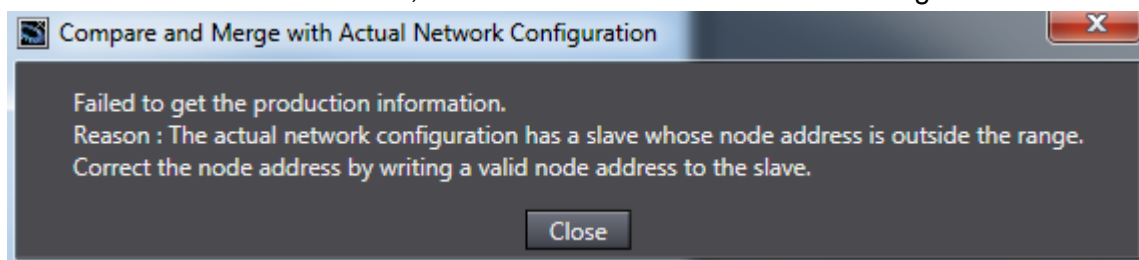 Compare and Merge with Actual Network Configuration
Failed to get the production information.
Reason : The actual network configuration has a slave whose node address is outside the range.
Correct the node address by writing a valid node address to the slave.
Close